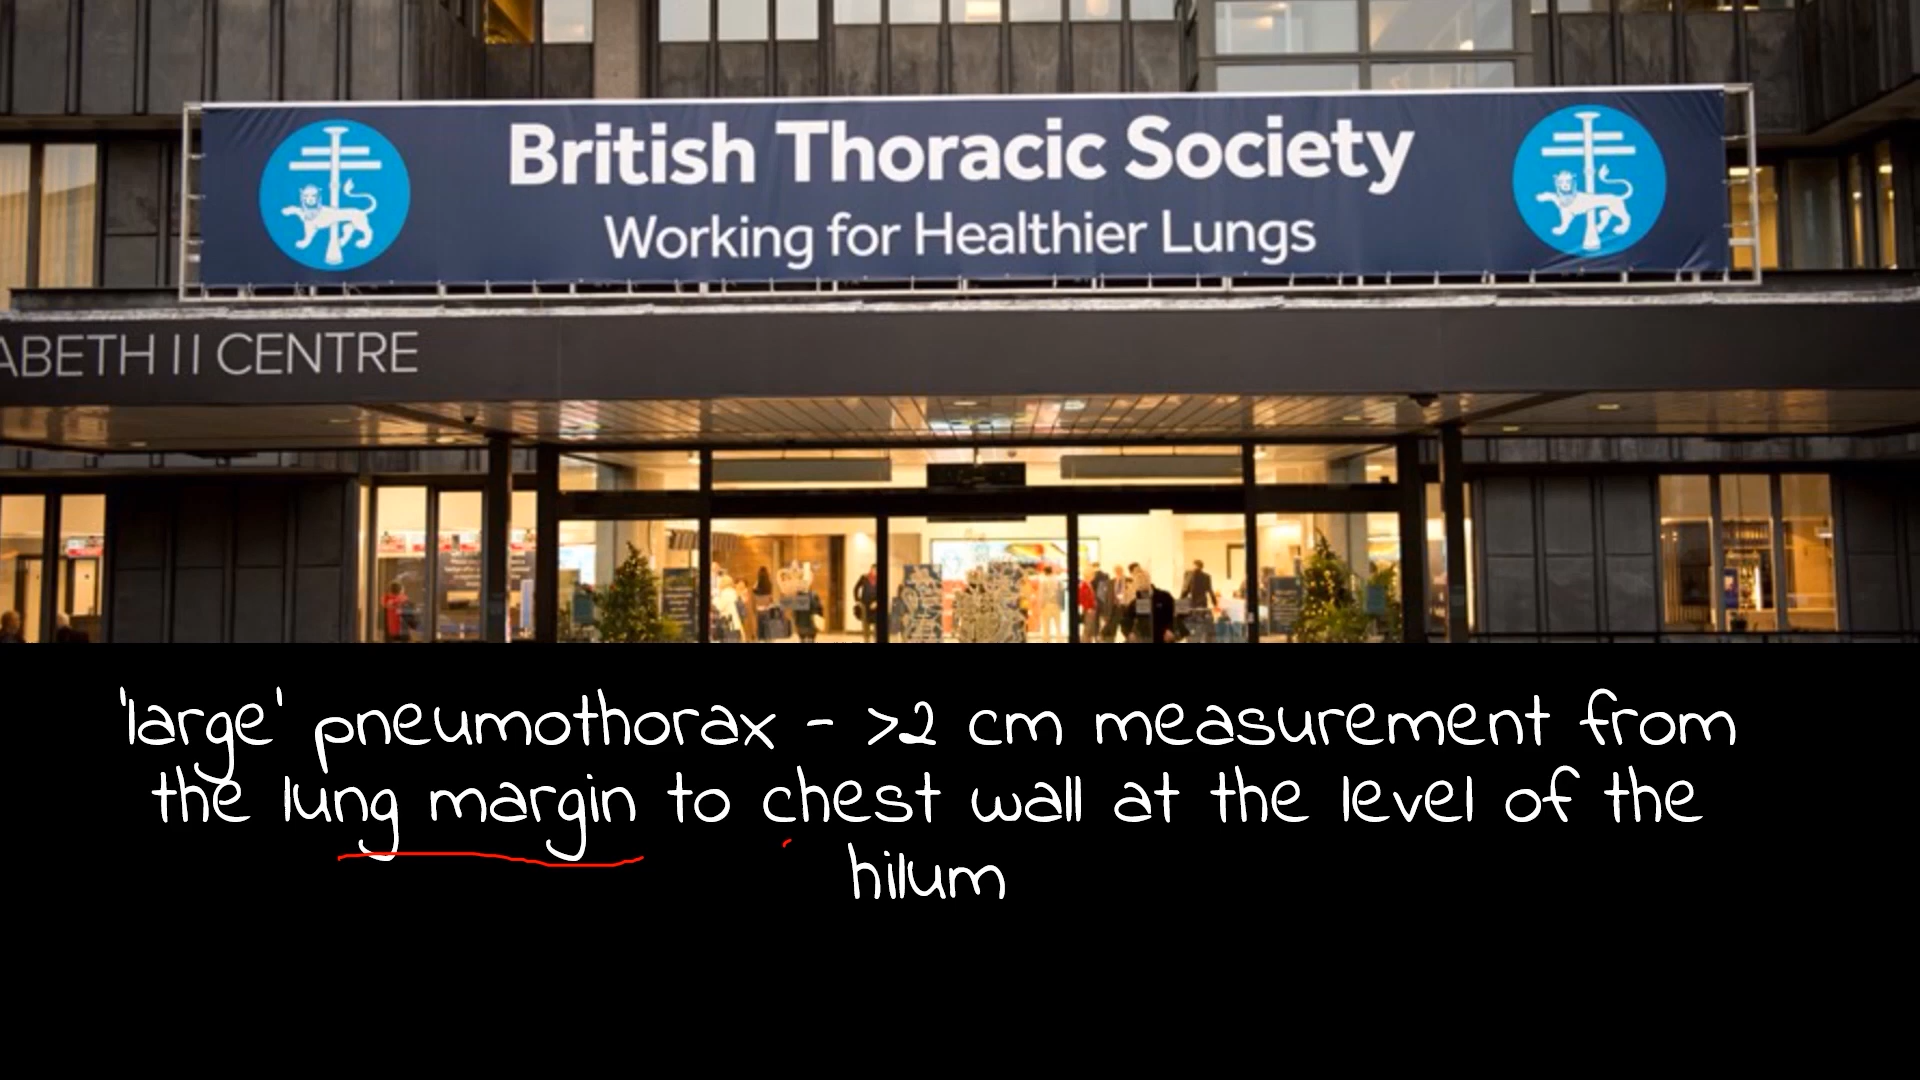 British Thoracic Society
Working for Healthier Lungs
ABETH II CENTRE
'large' pneumothorax - >2 cm measurement from
the lung margin to chest wall at the level of the
hilum